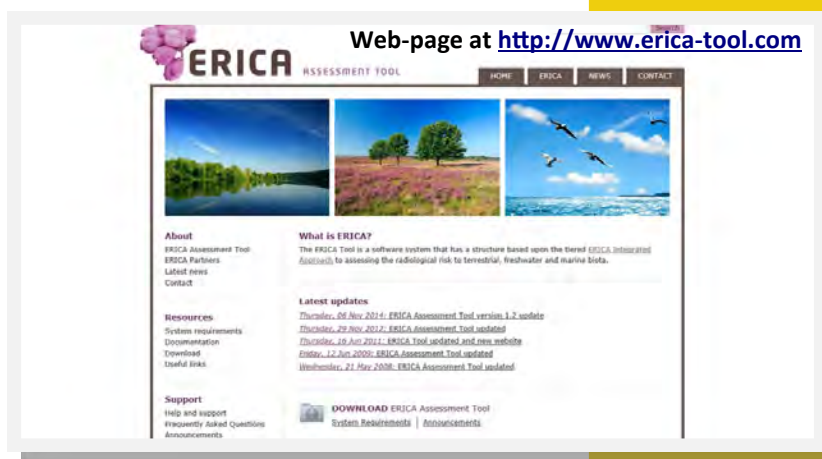 Search
Web-page at http://www.erica-tool.com
ERICA ASSESSMENT TOOL
HOME ERICA NEWS CONTACT
About
ERICA Assessment Tool
ERICA Partners
Latest news
Contact
Resources
System requirements
Documentation
Download
Useful links
Support
Help and support
Frequently Asked Questions
Announcements
What is ERICA?
The ERICA Tool is a software system that has a structure based upon the tiered ERICA Integrated
Approach to assessing the radiological risk to terrestrial, freshwater and marine biota.
Latest updates
Thursday, 06 Nov 2014: ERICA Assessment Tool version 1.2 update
Thursday, 29 Nov 2012: ERICA Assessment Tool updated
Thursday, 16 Jun 2011: ERICA Tool updated and new website
Friday, 12 Jun 2009: ERICA Assessment Tool updated
Wednesday, 21 May 2008: ERICA Assessment Tool updated
DOWNLOAD ERICA Assessment Tool
System Requirements | Announcements